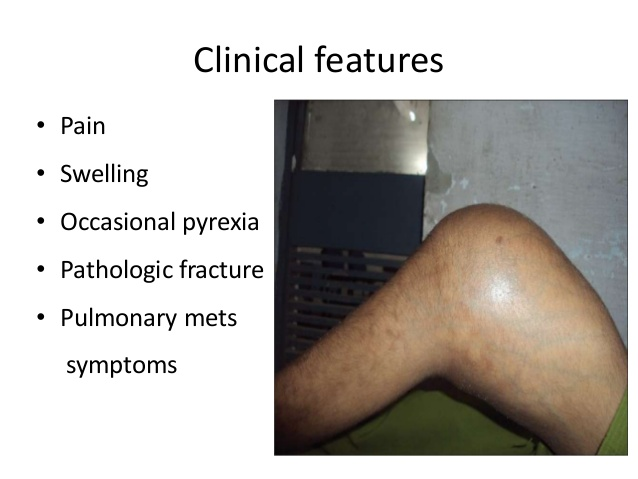 Clinical features
• Pain
• Swelling
• Occasional pyrexia
• Pathologic fracture
• Pulmonary mets
symptoms